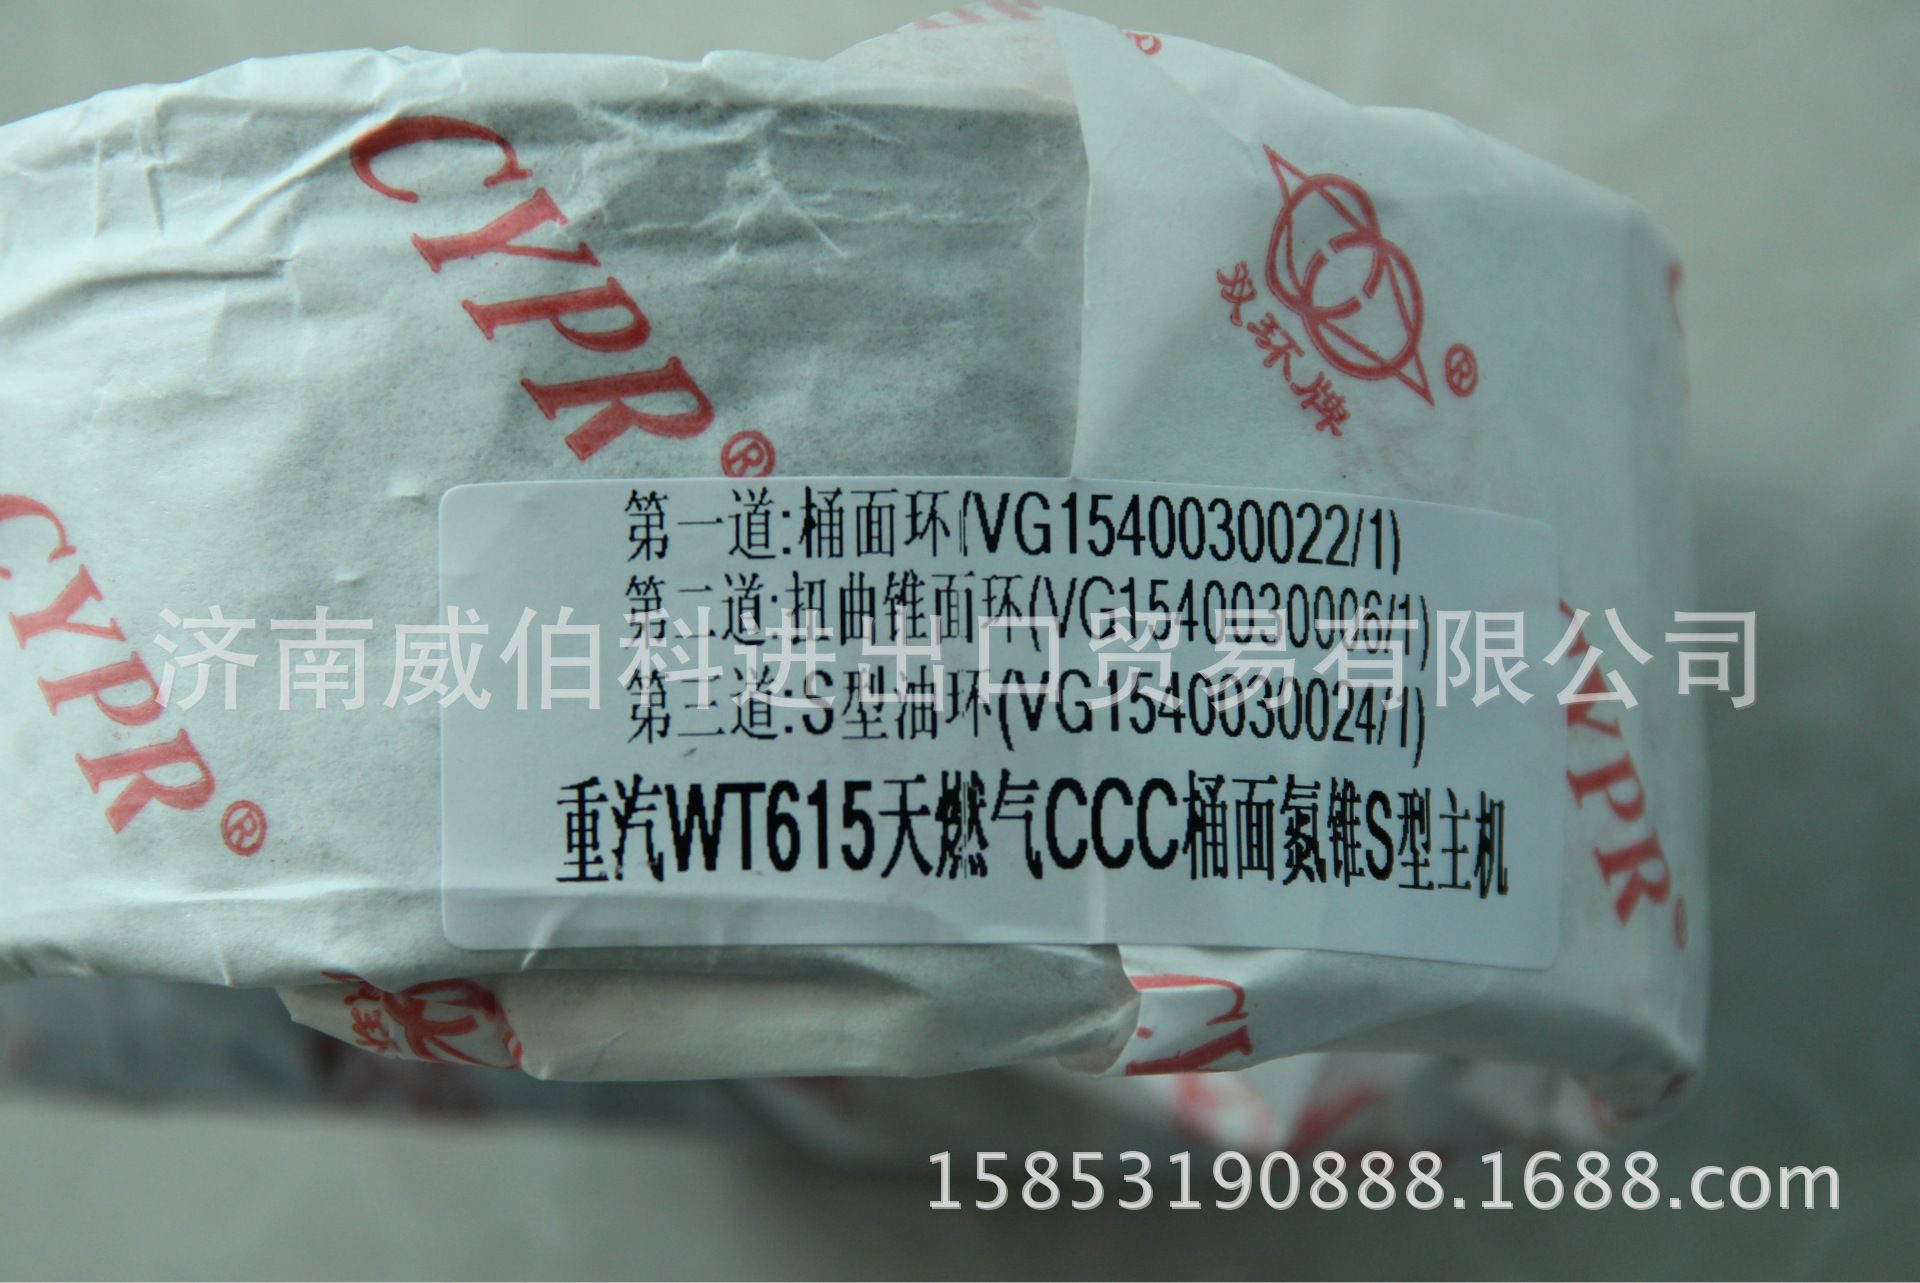 CYPR®
双环牌®
CYPR®
第一道:桶面环(VG1540030022/1)
第二道:扭曲锥面环(VG1540030006/1)
济南威伯科进出口贸易有限公司
第三道:S型油环(VG1540030024/1)
重汽WT615天燃气CCC桶面氮锥S型主机
CYPR®
15853190888.1688.com